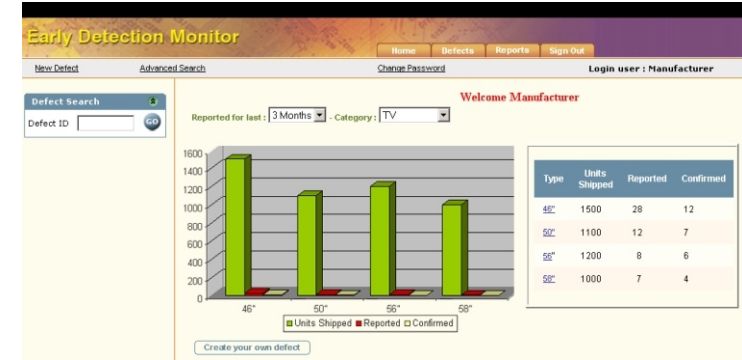 Early Detection Monitor
Home Defects Reports Sign Out
New Defect Advanced Search Change Password Login user : Manufacturer
Defect Search
Defect ID GO
Welcome Manufacturer
Reported for last : 3 Months - Category : TV
1600
1400
1200
1000
800
600
400
200
0
46" 50" 56" 58"
Units Shipped Reported Confirmed
Type Units Shipped Reported Confirmed
46" 1500 28 12
50" 1100 12 7
56" 1200 8 6
58" 1000 7 4
Create your own defect